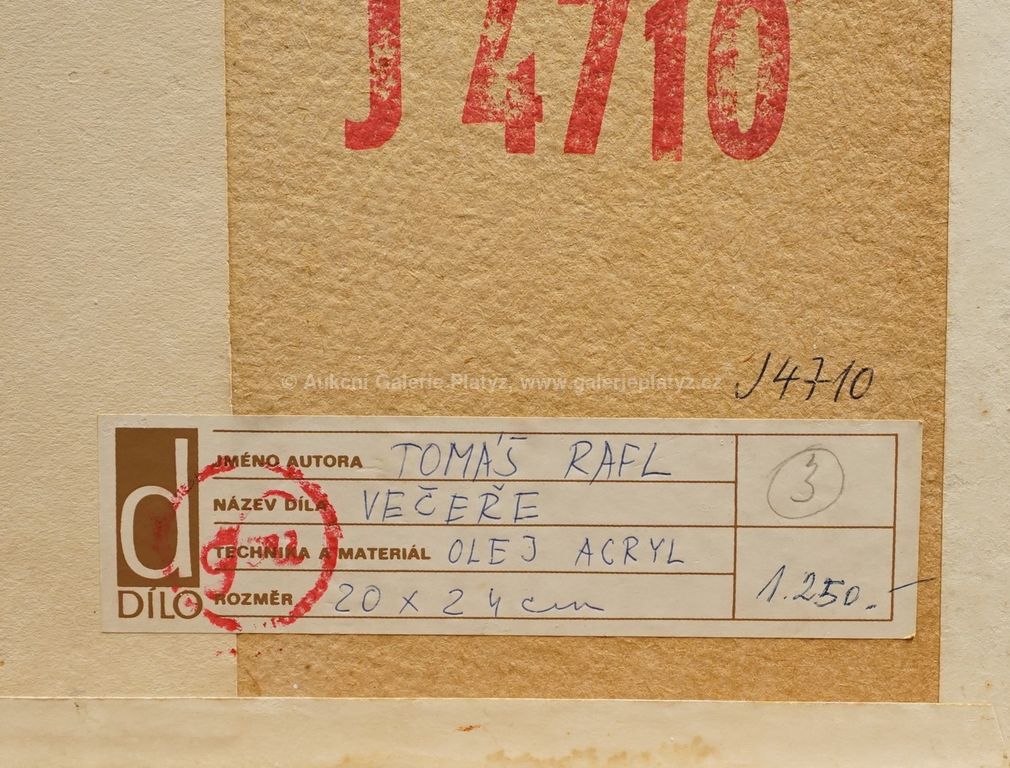 J 4710
© Aukční Galerie Platýz, www.galerieplatyz.cz
J4710
d
DÍLO
JMÉNO AUTORA TOMÁŠ RAFL
NÁZEV DÍLA VEČEŘE
TECHNIKA A MATERIÁL OLEJ ACRYL
ROZMĚR 20 x 24 cm
3
1.250.-